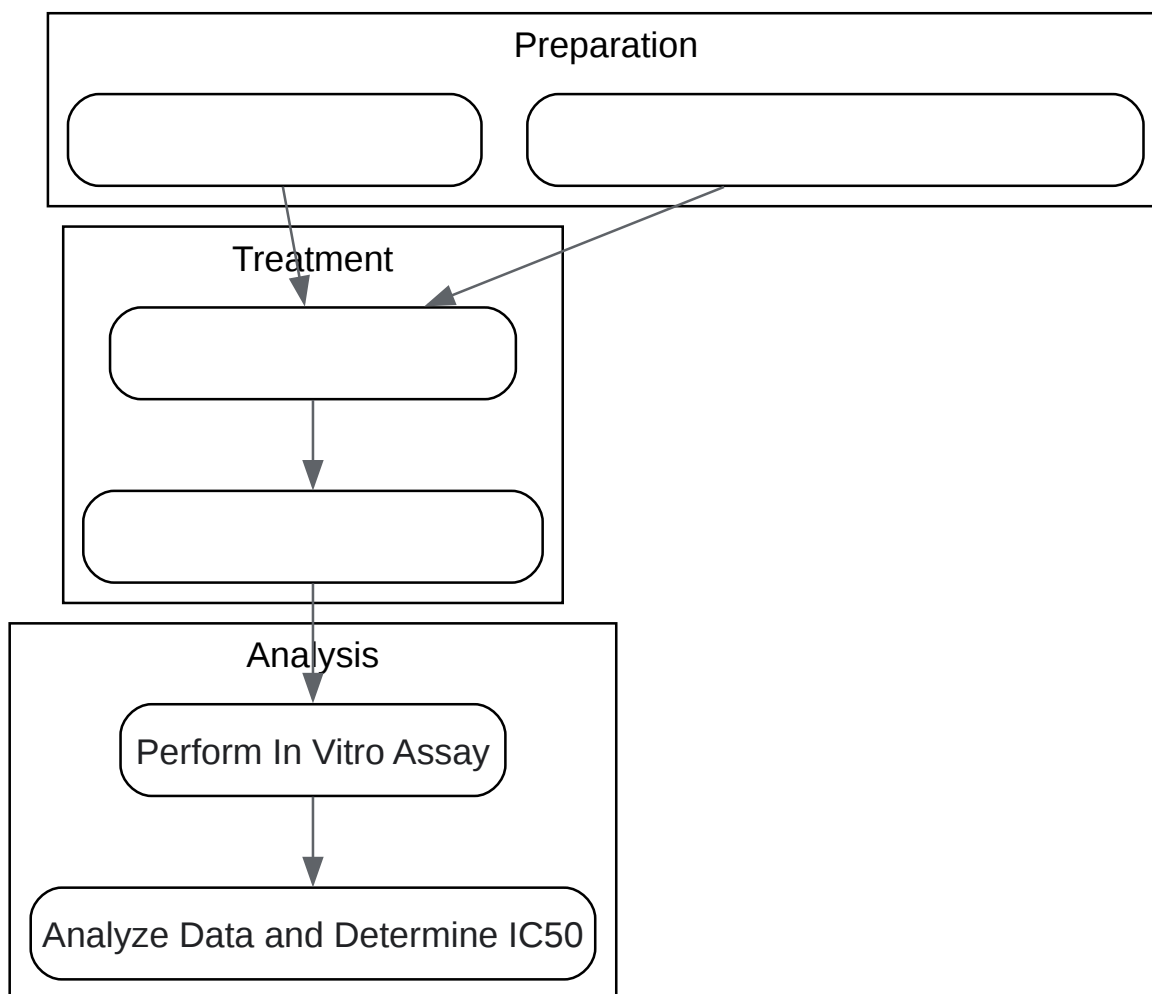 Preparation
Treatment
Analysis
Perform In Vitro Assay
Analyze Data and Determine IC50